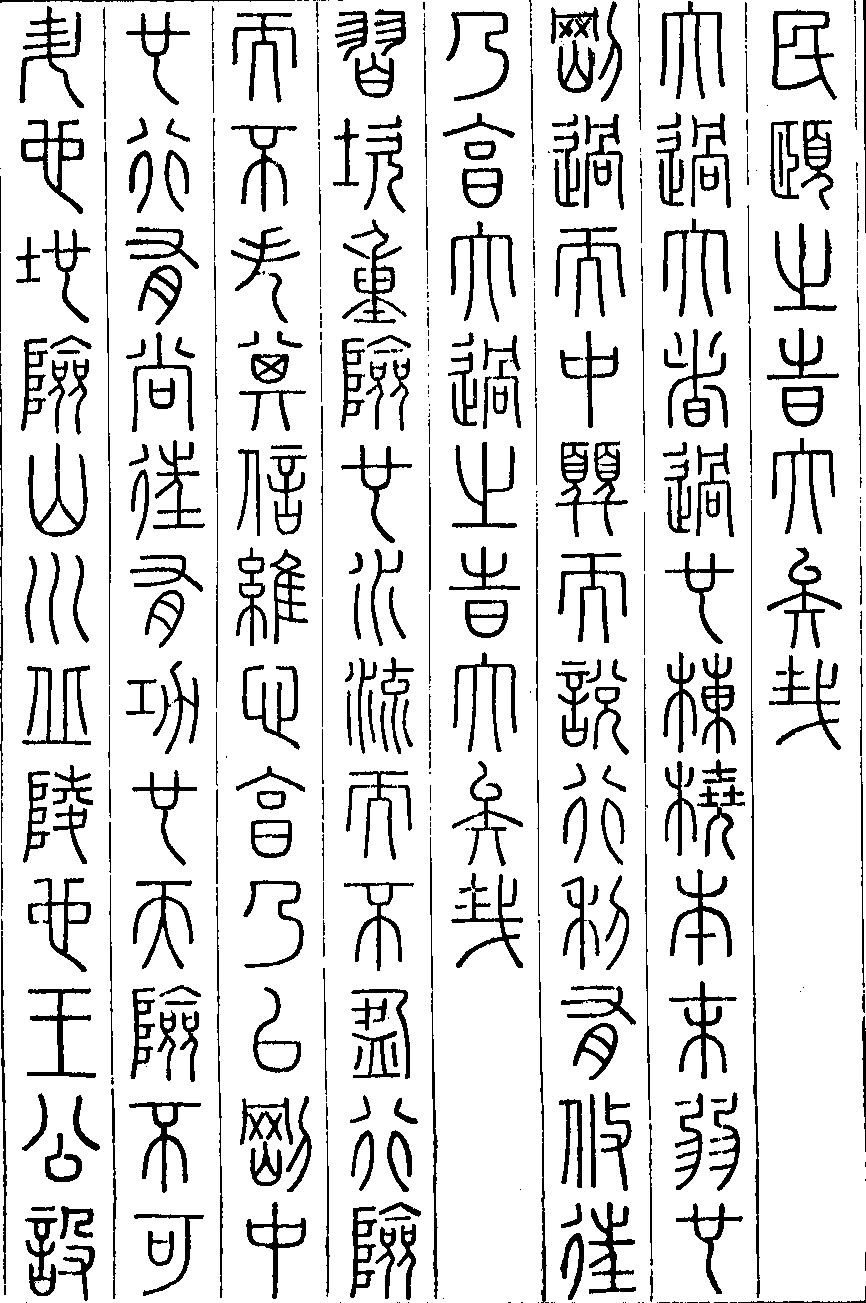 民頤之時大矣哉
大過大者過也棟橈本末弱也
剛過而中巽而說行利有攸往
乃亨大過之時大矣哉
習坎重險也水流而不盈行險
而不失其信維心亨乃以剛中
也行有尚往有功也天險不可
升也地險山川丘陵也王公設